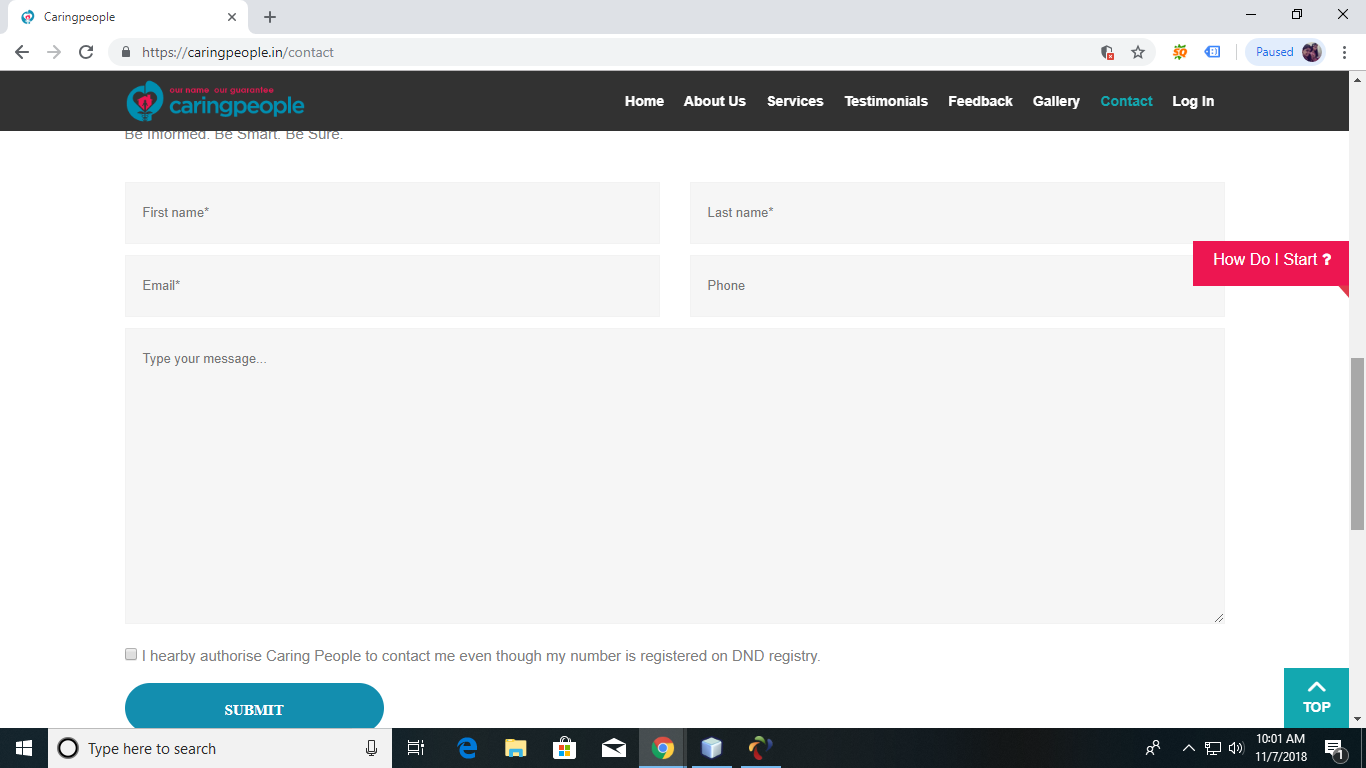 Caringpeople
https://caringpeople.in/contact
Paused
our name our guarantee
caringpeople
Home About Us Services Testimonials Feedback Gallery Contact Log In
Be Informed. Be Smart. Be Sure.
First name* Last name*
How Do I Start ?
Email* Phone
Type your message...
I hearby authorise Caring People to contact me even though my number is registered on DND registry.
SUBMIT
TOP
Type here to search
10:01 AM
11/7/2018
1